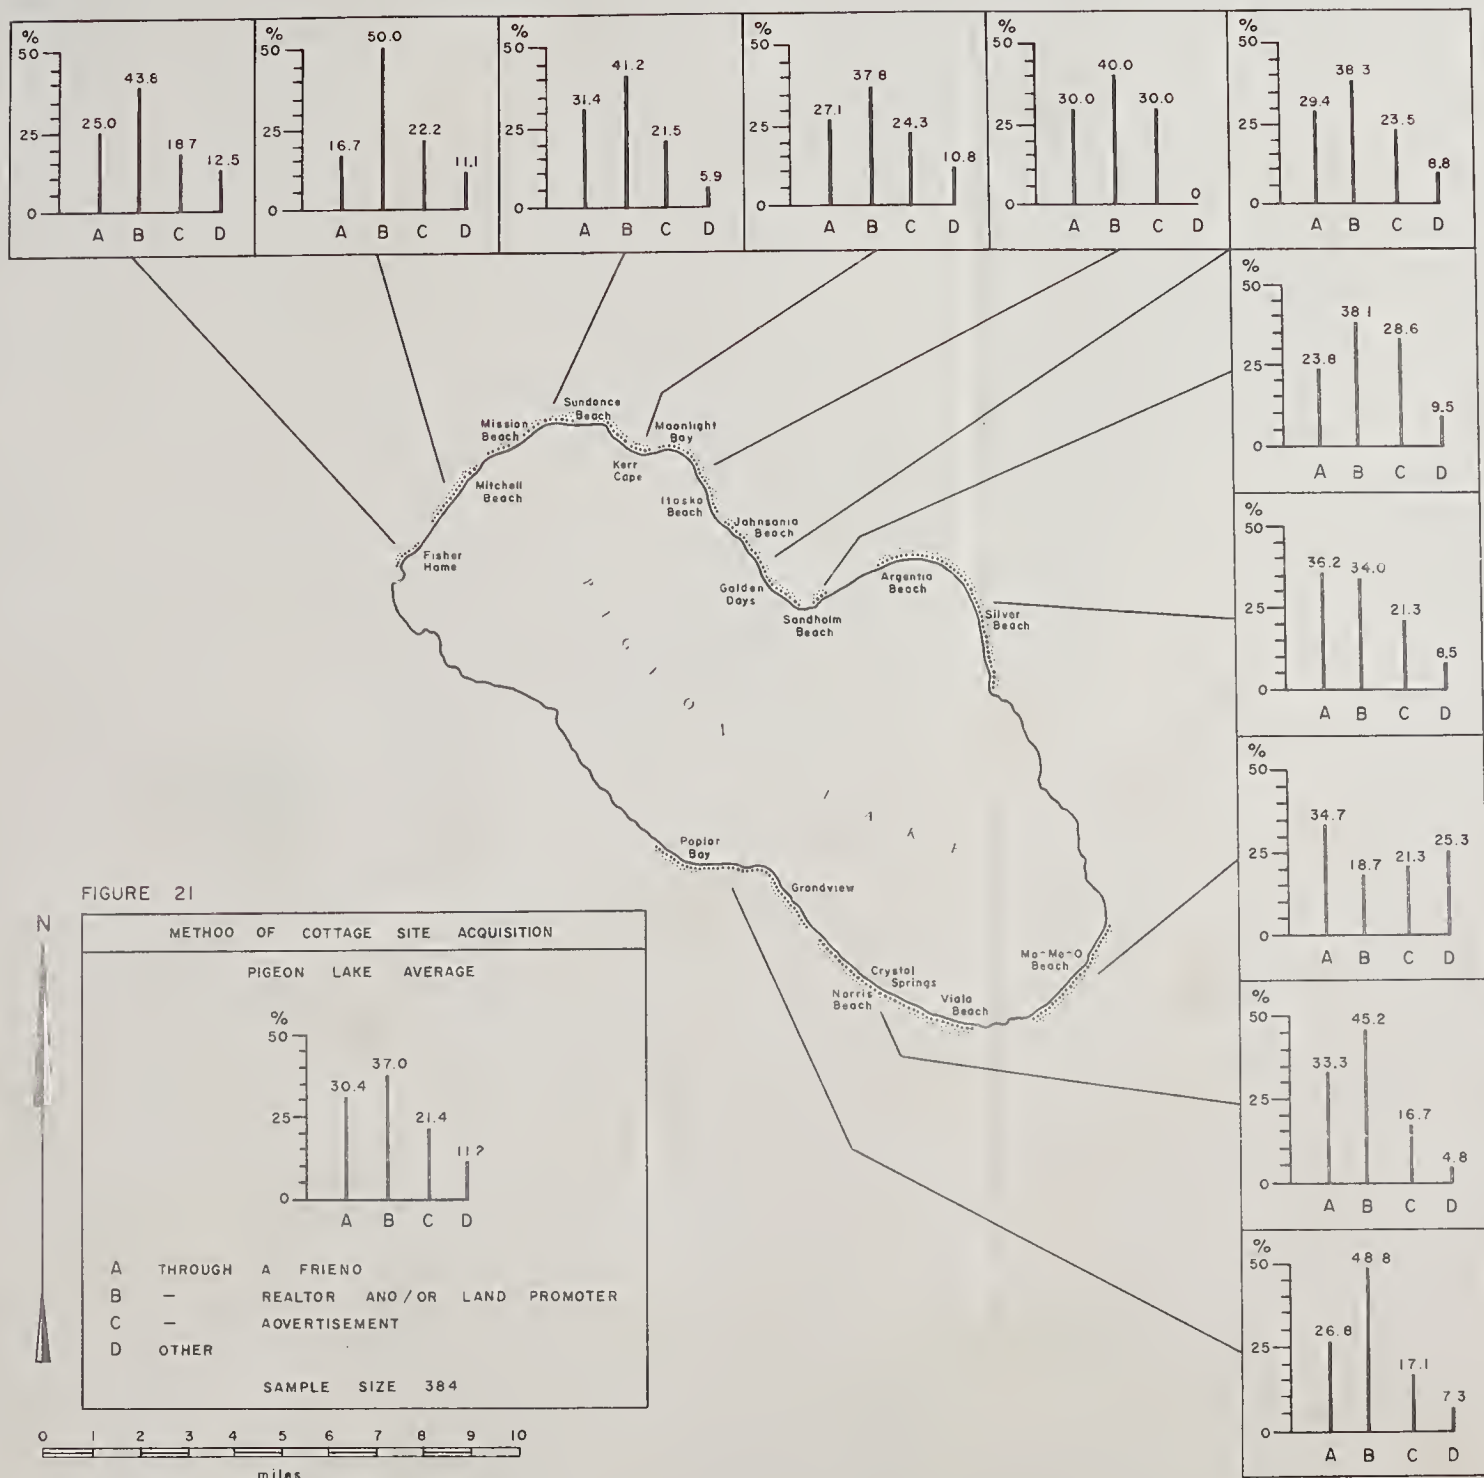 %
50
25
0
25.0
43.8
18 7
12.5
A B C D
%
50
25
0
16.7
50.0
22.2
11.1
A B C D
%
50
25
0
31.4
41.2
21.5
5.9
A B C D
%
50
25
0
27.1
37.8
24.3
10.8
A B C D
%
50
25
0
30.0
40.0
30.0
0
A B C D
%
50
25
0
29.4
38 3
23.5
8.8
A B C D
%
50
25
0
23.8
38 1
28.6
9.5
A B C D
%
50
25
0
36.2
34.0
21.3
8.5
A B C D
%
50
25
0
34.7
18.7
21.3
25.3
A B C D
%
50
25
0
33.3
45.2
16.7
4.8
A B C D
%
50
25
0
26.8
48 8
17.1
7 3
A B C D
Sundance
Beach
Mission
Beach
Moonlight
Bay
Kerr
Cape
Mitchell
Beach
Itaska
Beach
Johnsonia
Beach
Fisher
Home
Argentia
Beach
Golden
Days
Sandholm
Beach
Silver
Beach
PIGEON LAKE
Poplar
Bay
Grandview
Crystal
Springs
Norris
Beach
Viola
Beach
Ma-Me-O
Beach
FIGURE 21
N
METHOD OF COTTAGE SITE ACQUISITION
PIGEON LAKE AVERAGE
%
50
25
0
30.4
37.0
21.4
11.2
A B C D
A THROUGH A FRIEND
B – REALTOR AND/OR LAND PROMOTER
C – ADVERTISEMENT
D OTHER
SAMPLE SIZE 384
0 1 2 3 4 5 6 7 8 9 10
miles